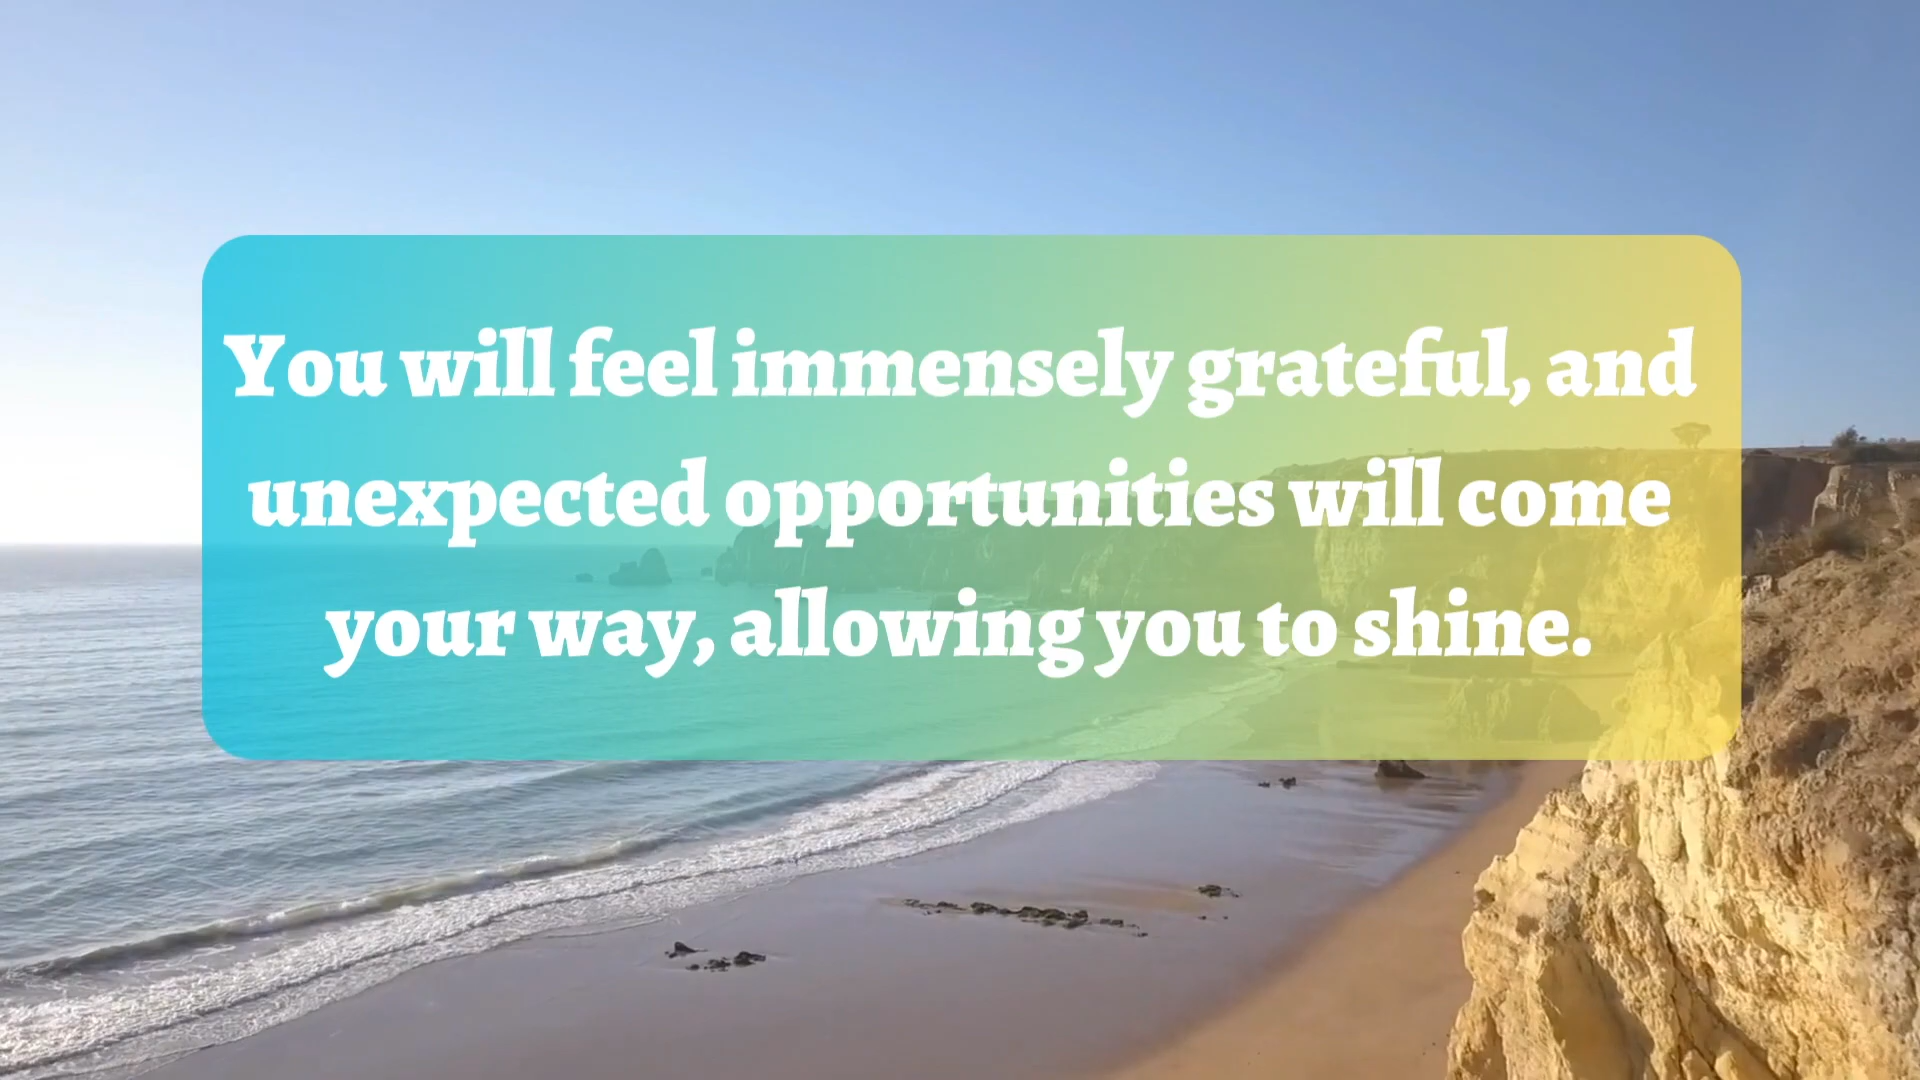 You will feel immensely grateful, and
unexpected opportunities will come
your way, allowing you to shine.